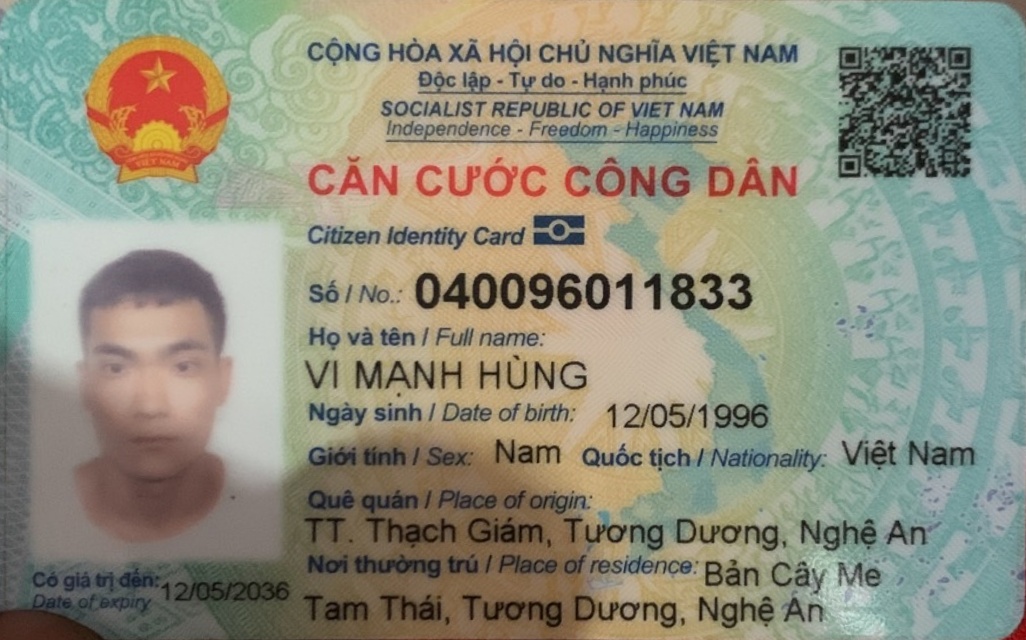 CỘNG HÒA XÃ HỘI CHỦ NGHĨA VIỆT NAM
Độc lập - Tự do - Hạnh phúc
SOCIALIST REPUBLIC OF VIET NAM
Independence - Freedom - Happiness
CĂN CƯỚC CÔNG DÂN
Citizen Identity Card
Số / No.: 040096011833
Họ và tên / Full name:
VI MẠNH HÙNG
Ngày sinh / Date of birth: 12/05/1996
Giới tính / Sex: Nam Quốc tịch / Nationality: Việt Nam
Quê quán / Place of origin:
TT. Thạch Giám, Tương Dương, Nghệ An
Nơi thường trú / Place of residence: Bản Cây Me
Tam Thái, Tương Dương, Nghệ An
Có giá trị đến: 12/05/2036
Date of expiry
VIỆT NAM